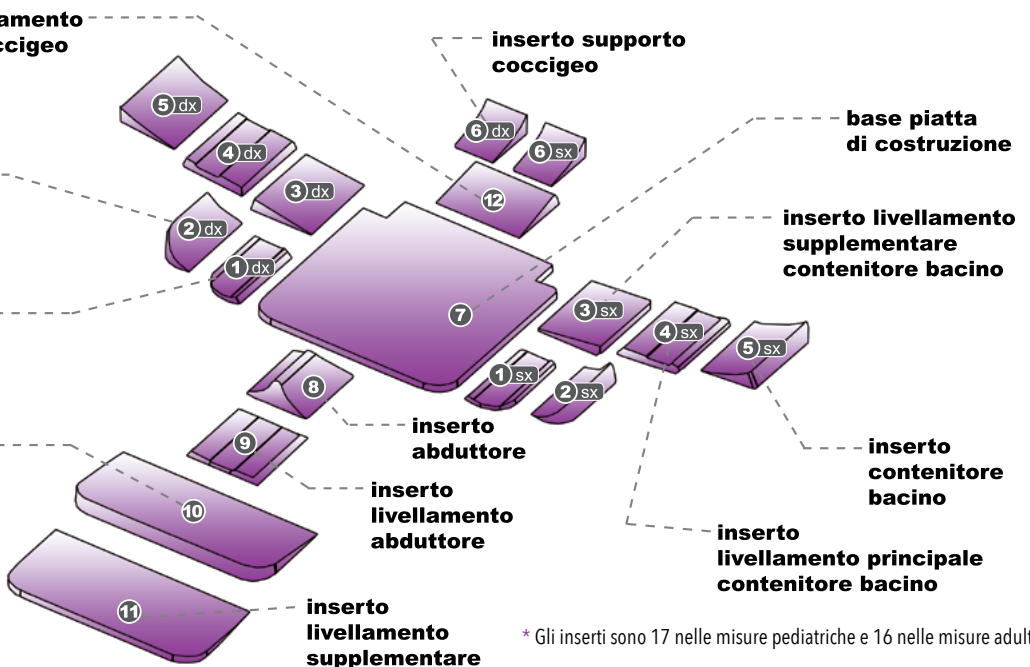 inserto supporto
coccigeo
base piatta
di costruzione
inserto livellamento
supplementare
contenitore bacino
5 dx
4 dx
3 dx
2 dx
1 dx
6 dx
6 sx
12
7
3 sx
4 sx
5 sx
1 sx
2 sx
8
9
10
11
inserto
abduttore
inserto
livellamento
abduttore
inserto
contenitore
bacino
inserto
livellamento principale
contenitore bacino
inserto
livellamento
supplementare
* Gli inserti sono 17 nelle misure pediatriche e 16 nelle misure